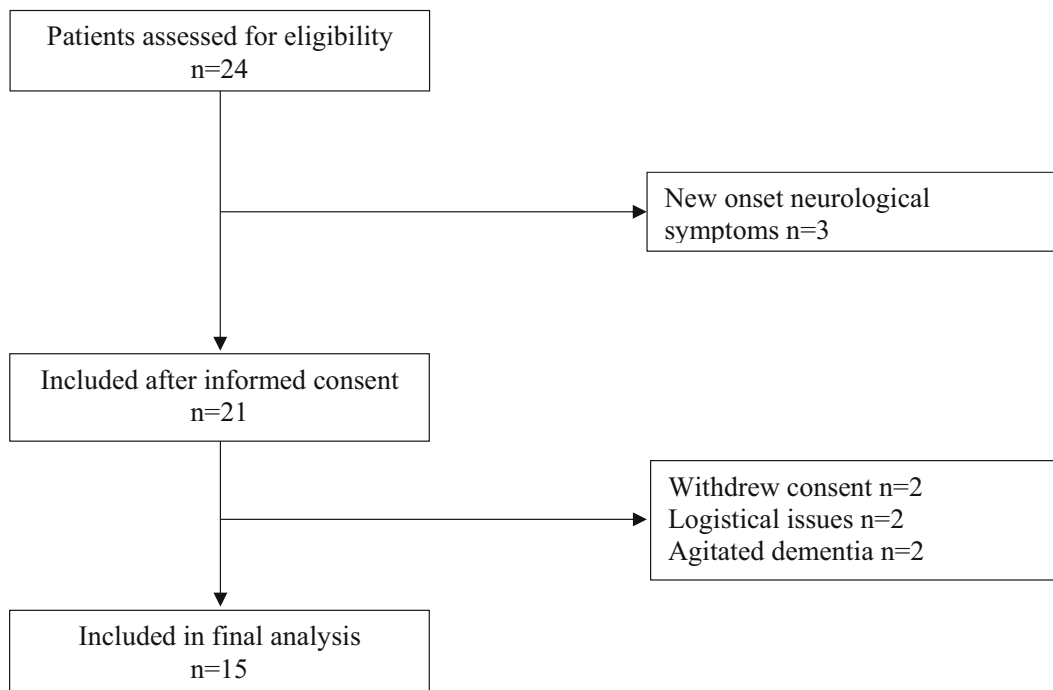 Patients assessed for eligibility
n=24
New onset neurological
symptoms n=3
Included after informed consent
n=21
Withdrew consent n=2
Logistical issues n=2
Agitated dementia n=2
Included in final analysis
n=15